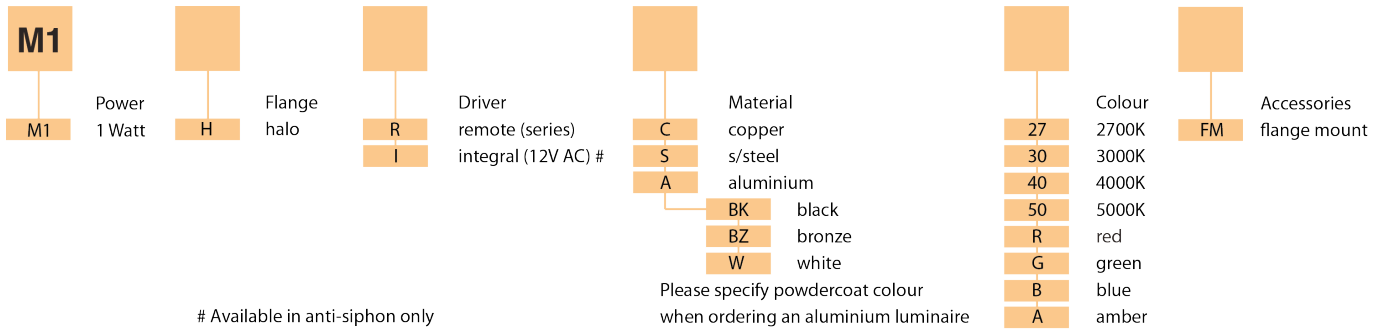 M1
Power Flange Driver Material Colour Accessories
M1 1 Watt H halo R remote (series) C copper 27 2700K FM flange mount
I integral (12V AC) # S s/steel 30 3000K
A aluminium 40 4000K
BK black 50 5000K
BZ bronze R red
W white G green
Please specify powdercoat colour B blue
# Available in anti-siphon only when ordering an aluminium luminaire A amber